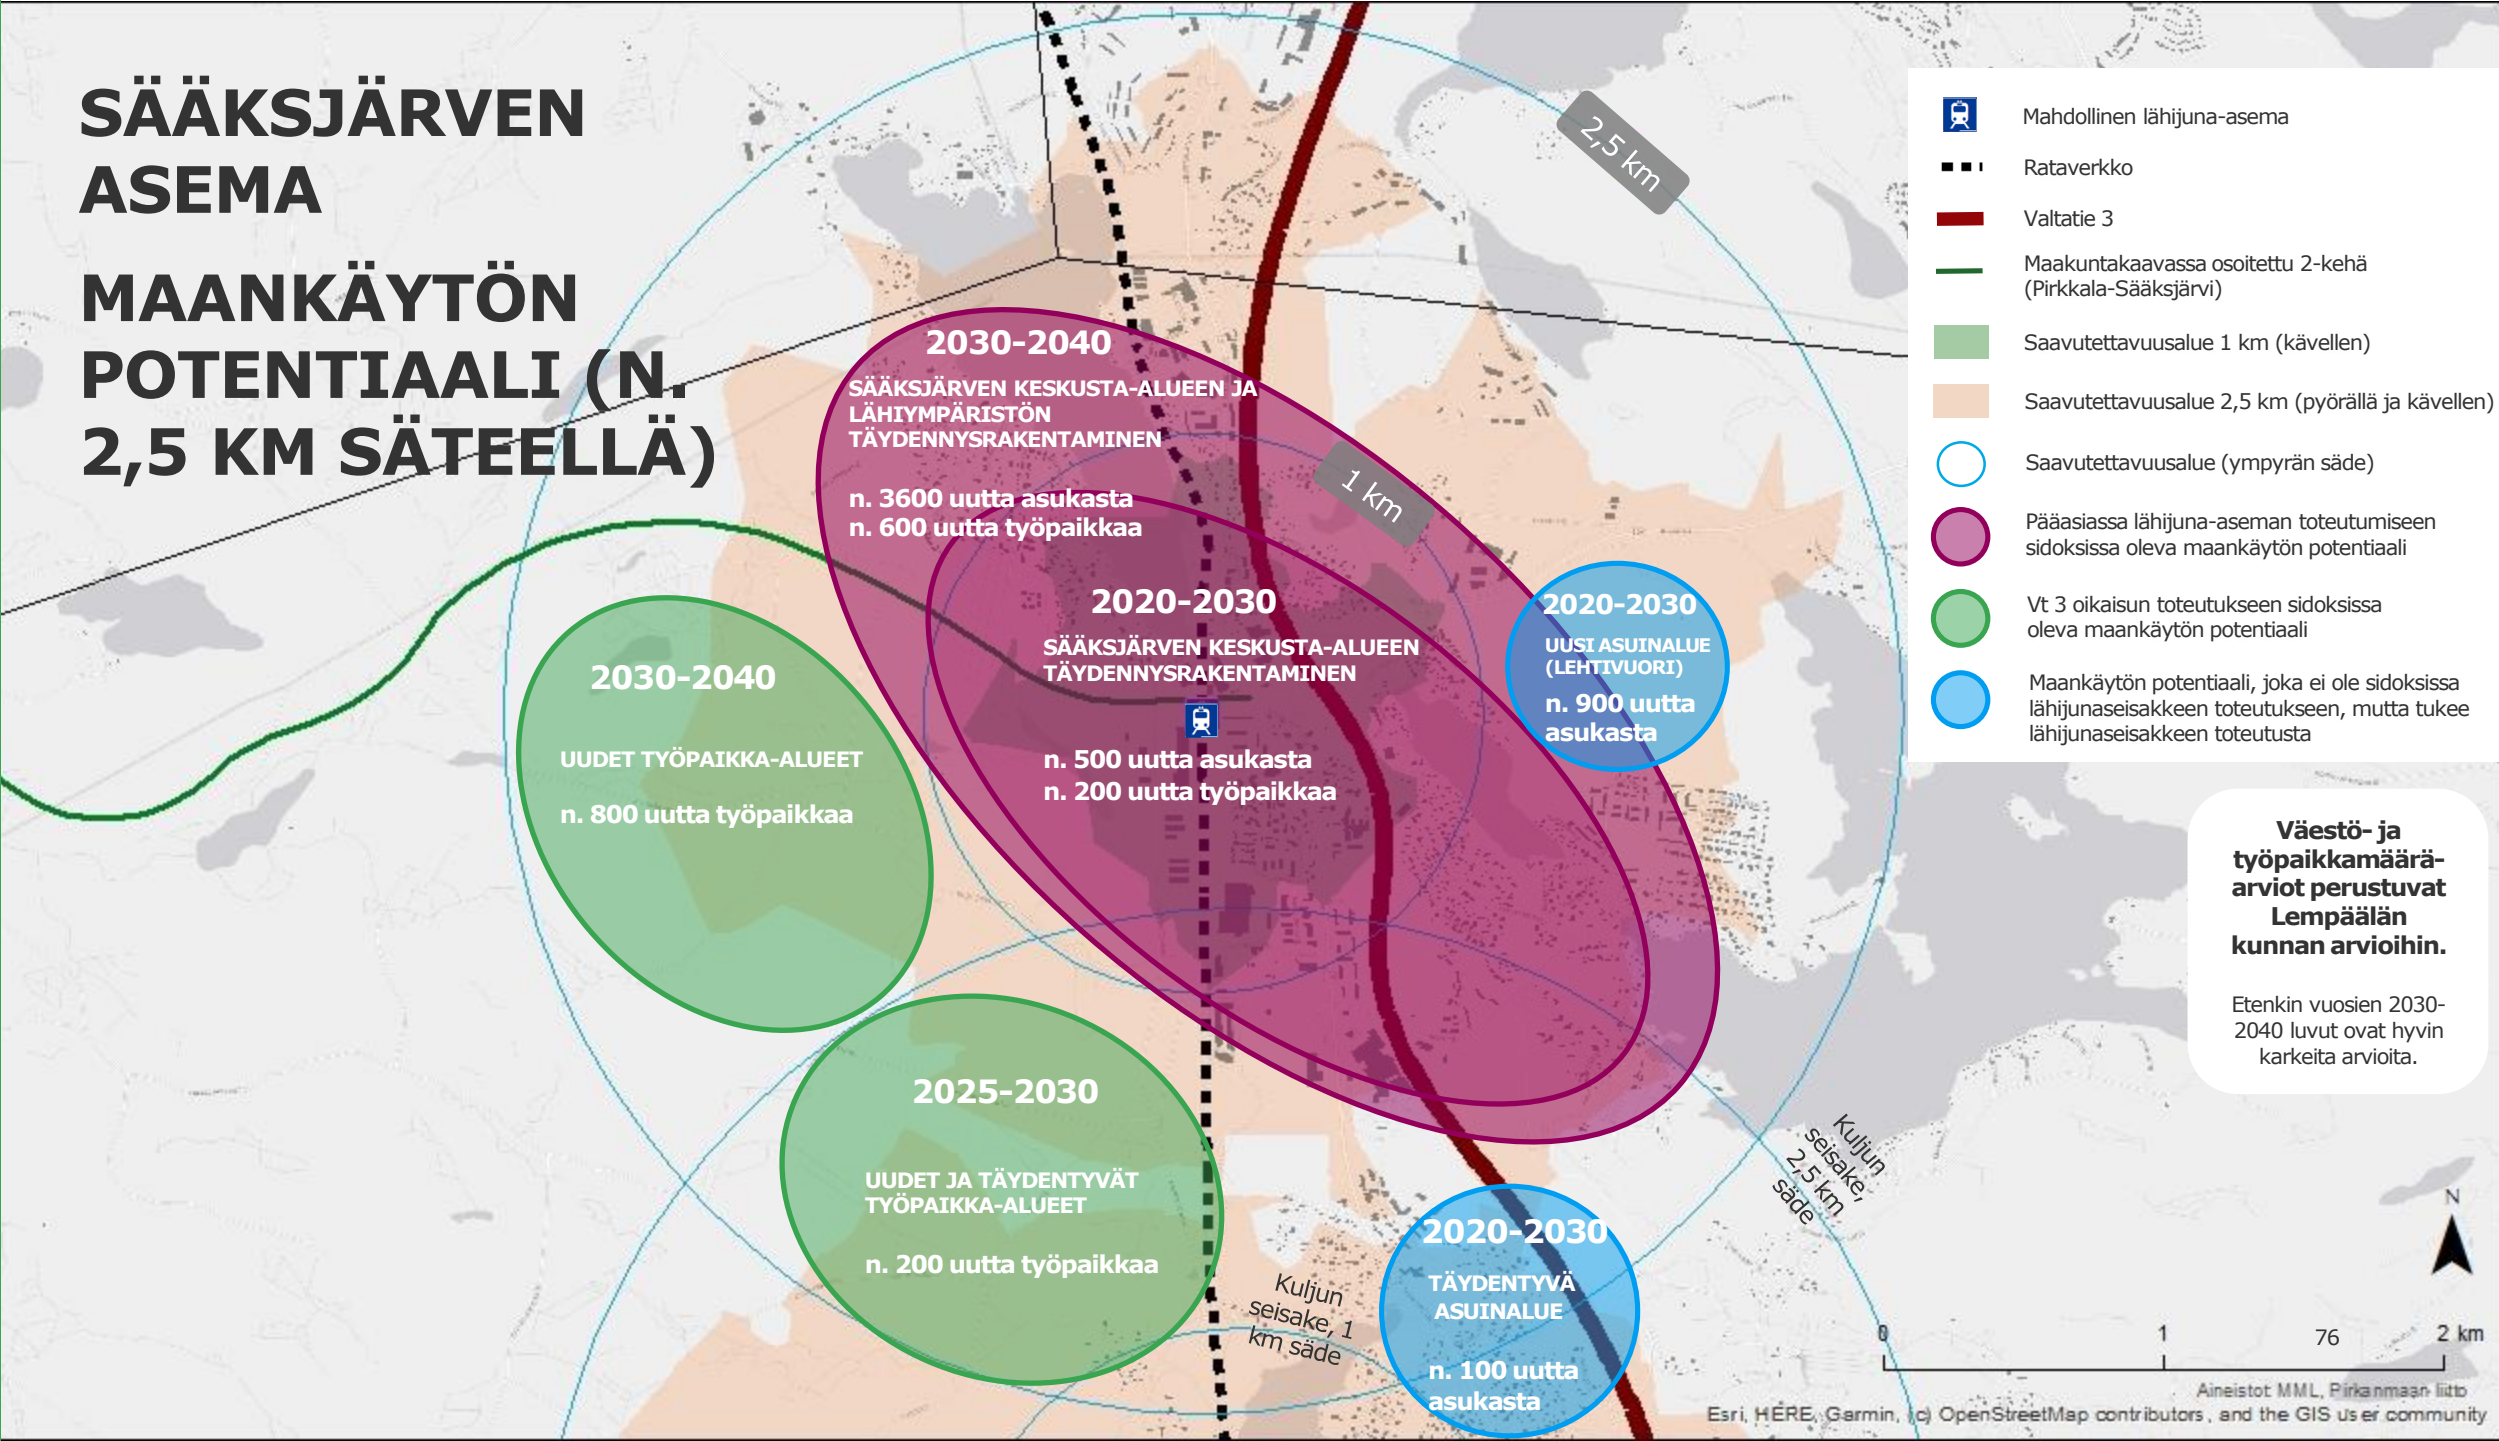 SÄÄKSJÄRVEN
ASEMA
MAANKÄYTÖN
POTENTIAALI (N.
2,5 KM SÄTEELLÄ)
2,5 km
1 km
2030-2040
SÄÄKSJÄRVEN KESKUSTA-ALUEEN JA
LÄHIYMPÄRISTÖN
TÄYDENNYSRAKENTAMINEN
n. 3600 uutta asukasta
n. 600 uutta työpaikkaa
2020-2030
SÄÄKSJÄRVEN KESKUSTA-ALUEEN
TÄYDENNYSRAKENTAMINEN
n. 500 uutta asukasta
n. 200 uutta työpaikkaa
2020-2030
UUSI ASUINALUE
(LEHTIVUORI)
n. 900 uutta
asukasta
2030-2040
UUDET TYÖPAIKKA-ALUEET
n. 800 uutta työpaikkaa
2025-2030
UUDET JA TÄYDENTYVÄT
TYÖPAIKKA-ALUEET
n. 200 uutta työpaikkaa
2020-2030
TÄYDENTYVÄ
ASUINALUE
n. 100 uutta
asukasta
Kuljun
seisake, 1
km säde
Kuljun
seisake,
2,5 km
säde
Mahdollinen lähijuna-asema
Rataverkko
Valtatie 3
Maakuntakaavassa osoitettu 2-kehä
(Pirkkala-Sääksjärvi)
Saavutettavuusalue 1 km (kävellen)
Saavutettavuusalue 2,5 km (pyörällä ja kävellen)
Saavutettavuusalue (ympyrän säde)
Pääasiassa lähijuna-aseman toteutumiseen
sidoksissa oleva maankäytön potentiaali
Vt 3 oikaisun toteutukseen sidoksissa
oleva maankäytön potentiaali
Maankäytön potentiaali, joka ei ole sidoksissa
lähijunaseisakkeen toteutukseen, mutta tukee
lähijunaseisakkeen toteutusta
Väestö- ja
työpaikkamäärä-
arviot perustuvat
Lempäälän
kunnan arvioihin.
Etenkin vuosien 2030-
2040 luvut ovat hyvin
karkeita arvioita.
N
0 1 2 km
76
Aineistot MML, Pirkanmaan liitto
Esri, HERE, Garmin, (c) OpenStreetMap contributors, and the GIS user community